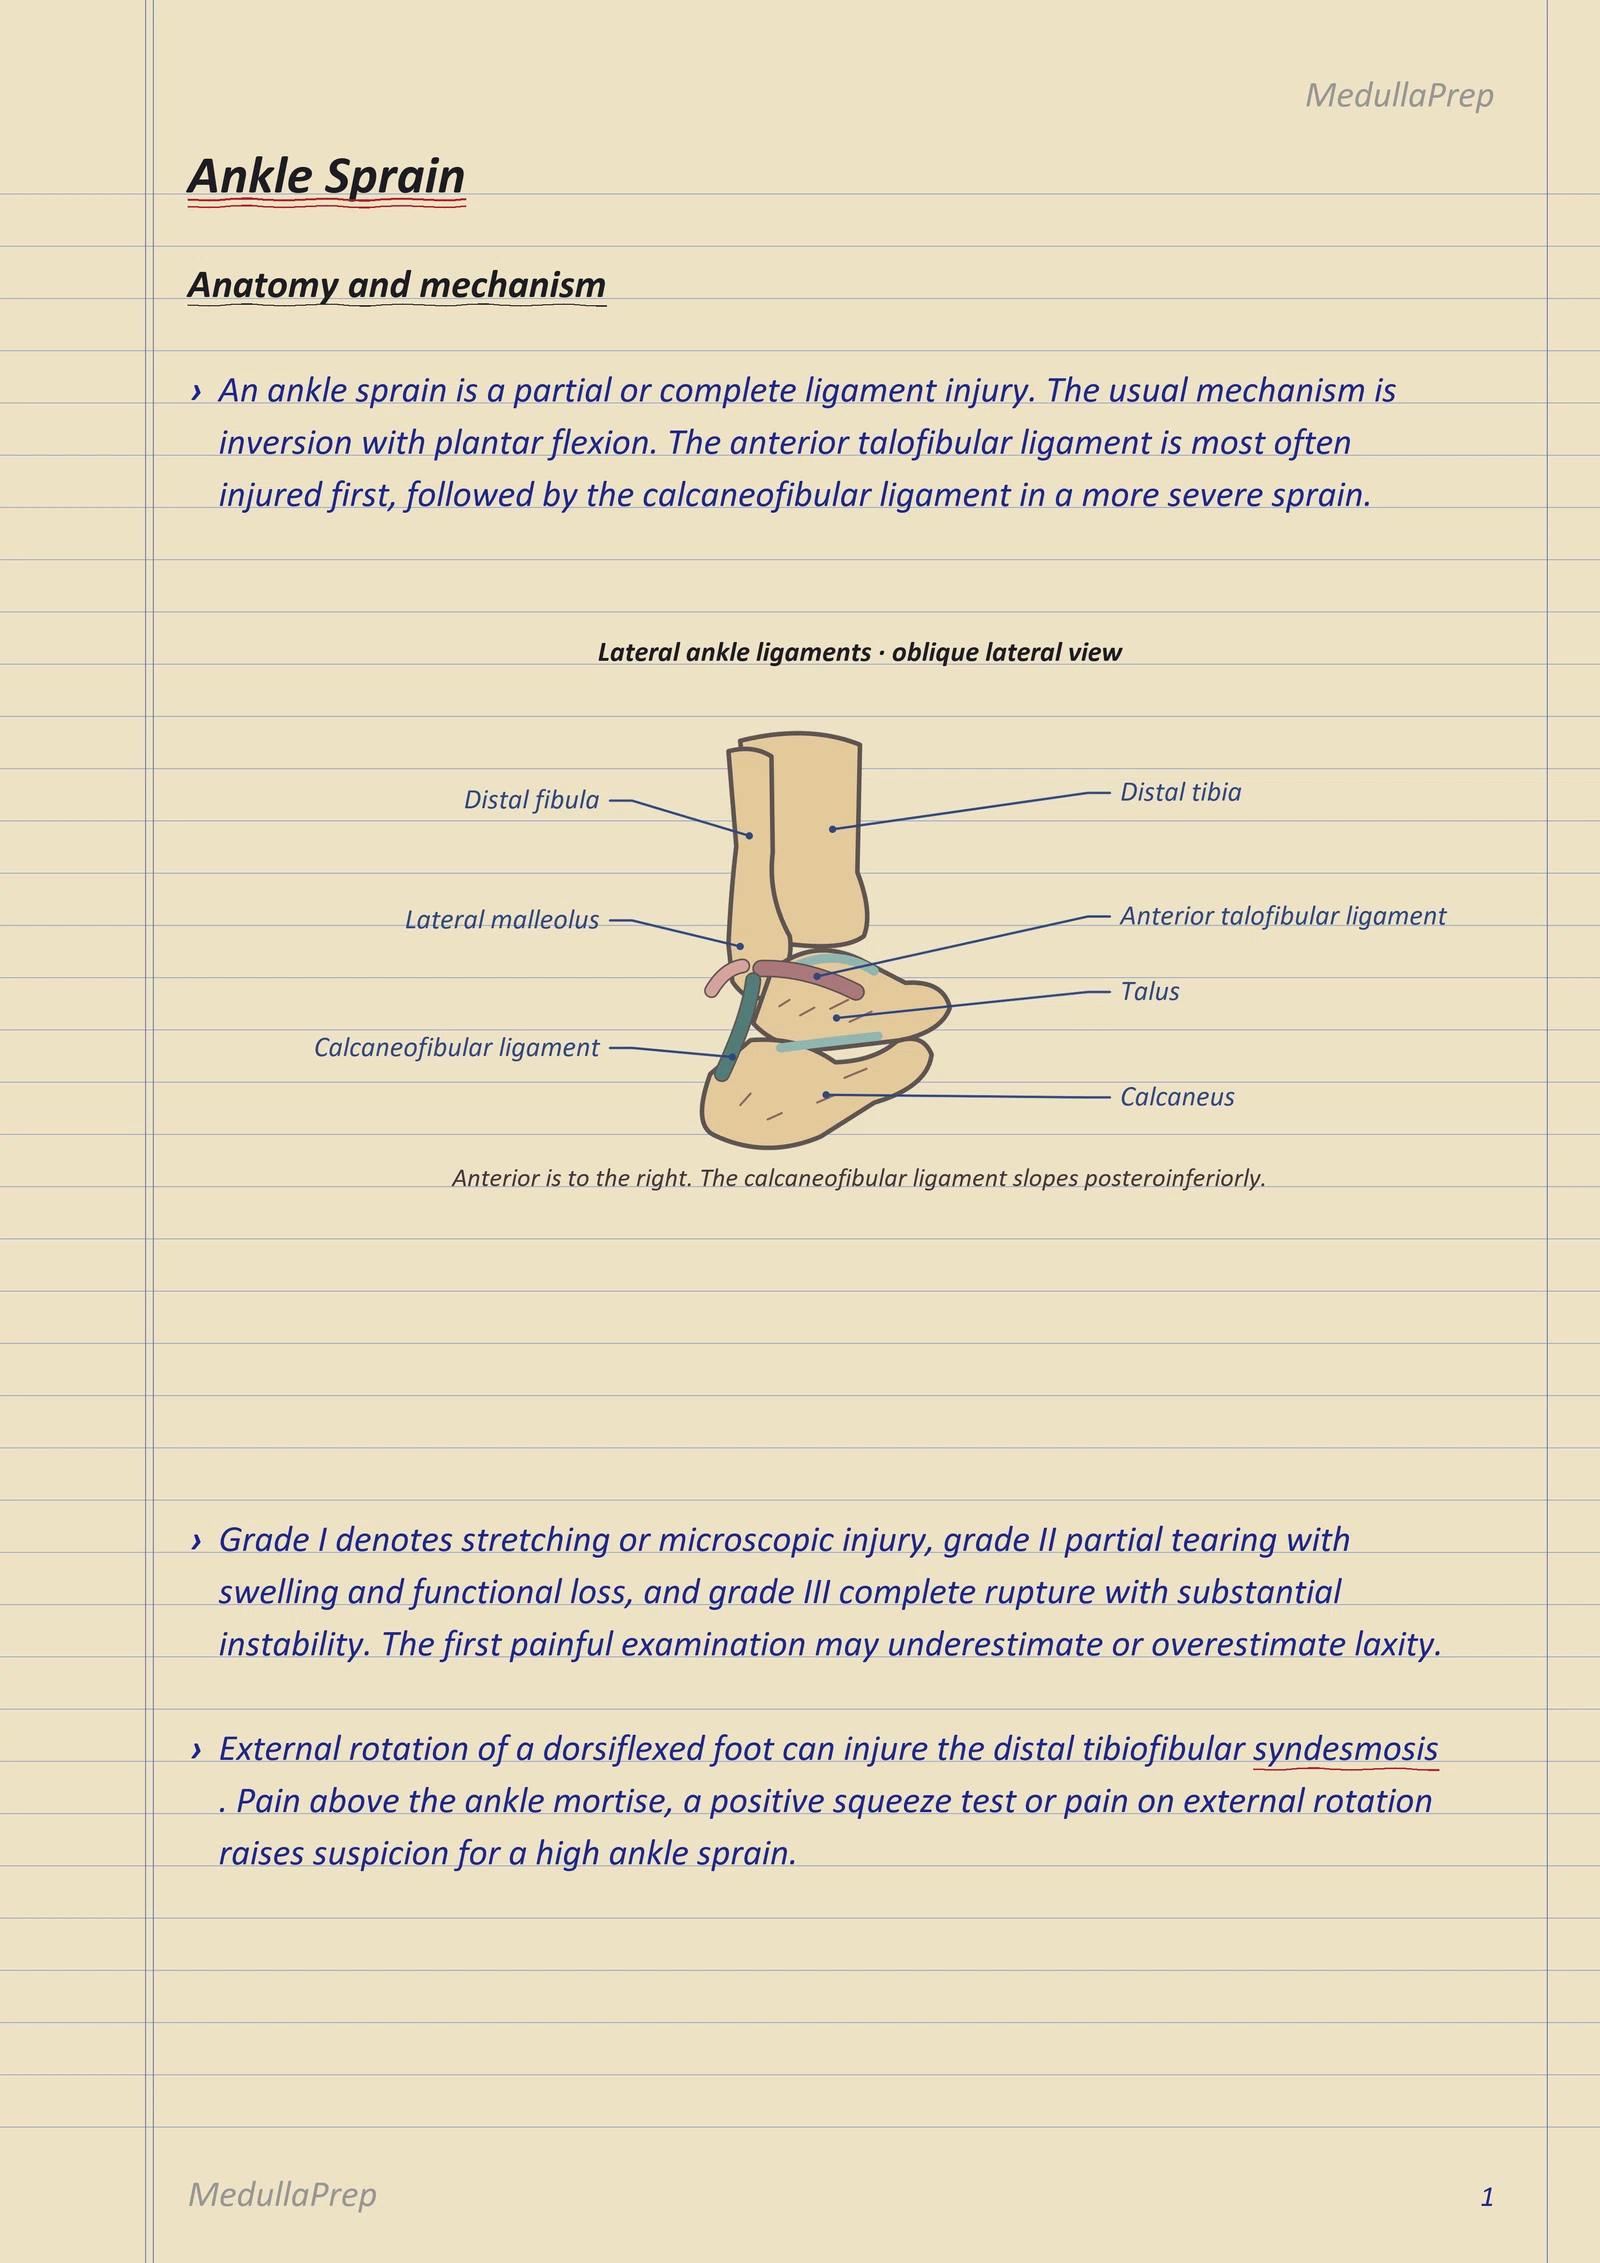 MedullaPrep
Ankle Sprain
Anatomy and mechanism
› An ankle sprain is a partial or complete ligament injury. The usual mechanism is
inversion with plantar flexion. The anterior talofibular ligament is most often
injured first, followed by the calcaneofibular ligament in a more severe sprain.
Lateral ankle ligaments · oblique lateral view
Distal fibula
Distal tibia
Lateral malleolus
Anterior talofibular ligament
Talus
Calcaneofibular ligament
Calcaneus
Anterior is to the right. The calcaneofibular ligament slopes posteroinferiorly.
› Grade I denotes stretching or microscopic injury, grade II partial tearing with
swelling and functional loss, and grade III complete rupture with substantial
instability. The first painful examination may underestimate or overestimate laxity.
› External rotation of a dorsiflexed foot can injure the distal tibiofibular syndesmosis
. Pain above the ankle mortise, a positive squeeze test or pain on external rotation
raises suspicion for a high ankle sprain.
MedullaPrep
1